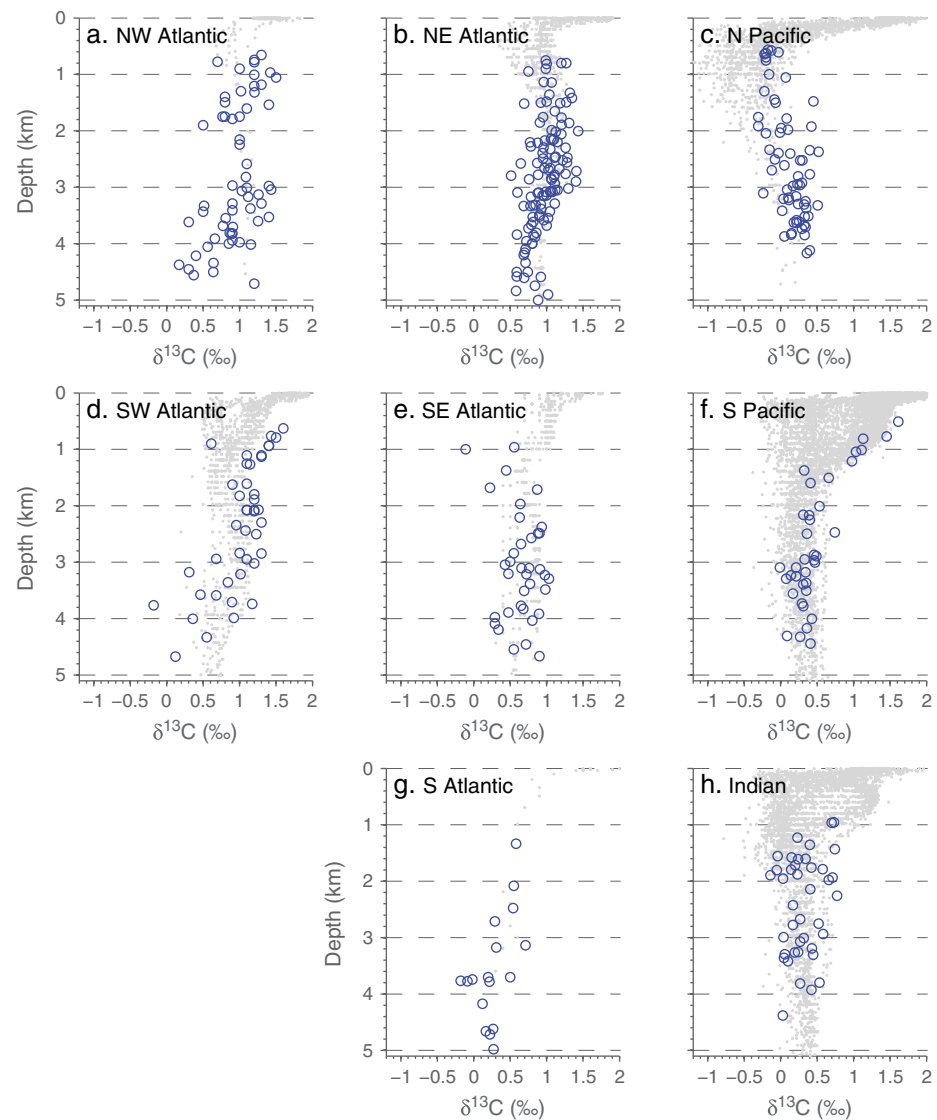 a. NW Atlantic
b. NE Atlantic
c. N Pacific
0
1
2
3
4
5
Depth (km)
−1 −0.5 0 0.5 1 1.5 2
δ13C (‰)
−1 −0.5 0 0.5 1 1.5 2
δ13C (‰)
−1 −0.5 0 0.5 1 1.5 2
δ13C (‰)
d. SW Atlantic
e. SE Atlantic
f. S Pacific
0
1
2
3
4
5
Depth (km)
−1 −0.5 0 0.5 1 1.5 2
δ13C (‰)
−1 −0.5 0 0.5 1 1.5 2
δ13C (‰)
−1 −0.5 0 0.5 1 1.5 2
δ13C (‰)
g. S Atlantic
h. Indian
0
1
2
3
4
5
Depth (km)
−1 −0.5 0 0.5 1 1.5 2
δ13C (‰)
−1 −0.5 0 0.5 1 1.5 2
δ13C (‰)